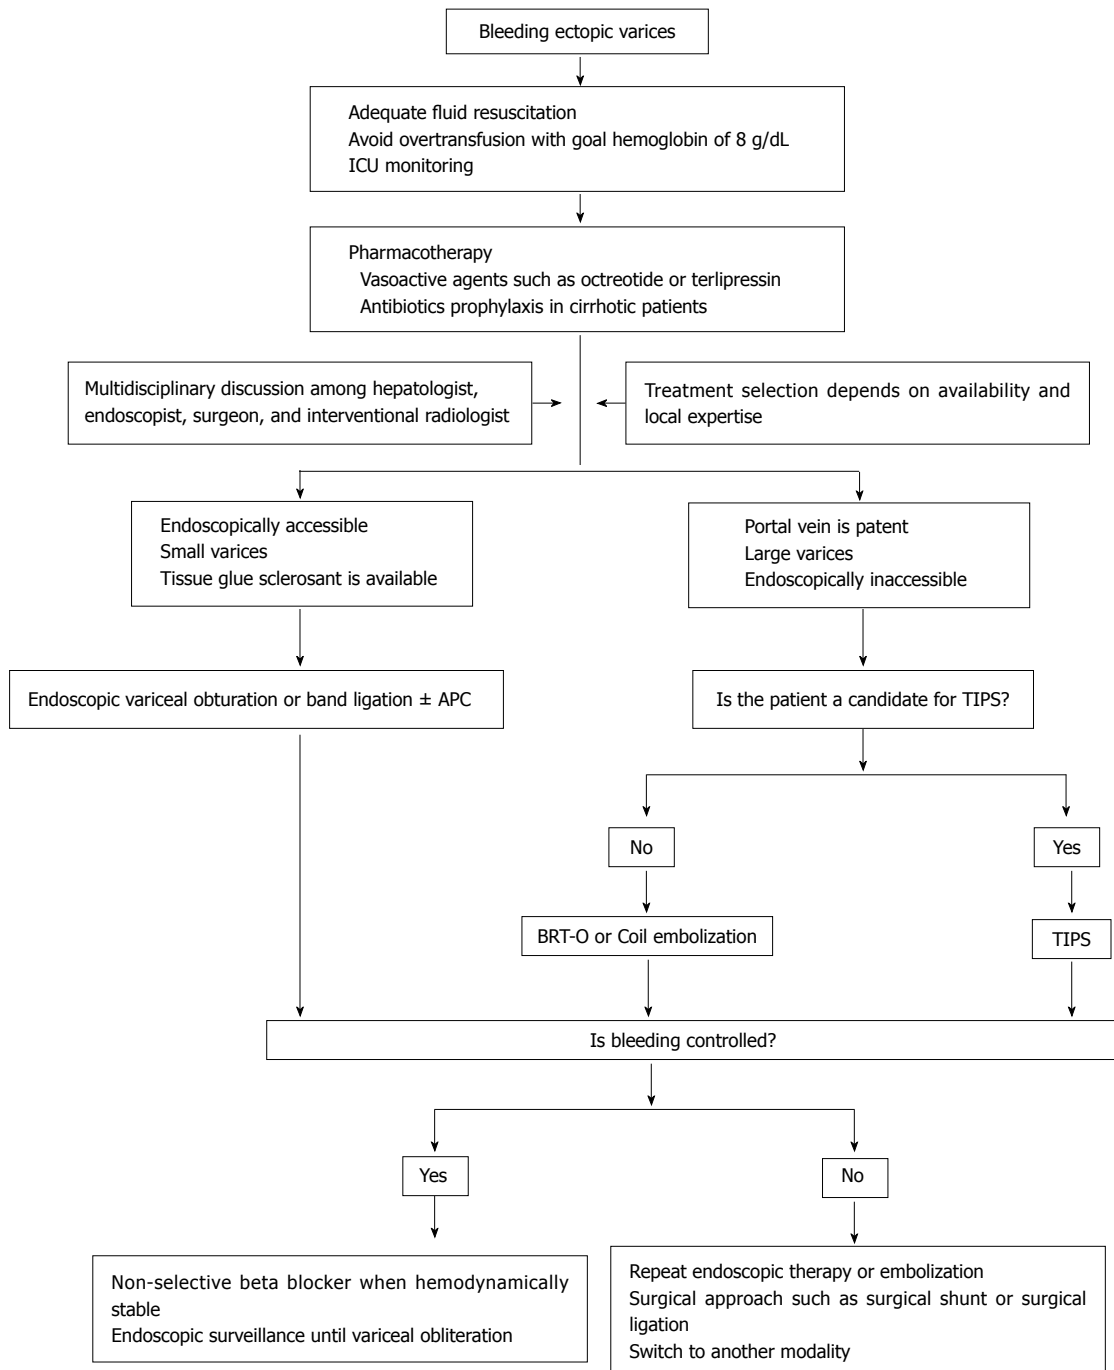 Bleeding ectopic varices
Adequate fluid resuscitation
Avoid overtransfusion with goal hemoglobin of 8 g/dL
ICU monitoring
Pharmacotherapy
Vasoactive agents such as octreotide or terlipressin
Antibiotics prophylaxis in cirrhotic patients
Multidisciplinary discussion among hepatologist,
endoscopist, surgeon, and interventional radiologist
Treatment selection depends on availability and
local expertise
Endoscopically accessible
Small varices
Tissue glue sclerosant is available
Portal vein is patent
Large varices
Endoscopically inaccessible
Endoscopic variceal obturation or band ligation ± APC
Is the patient a candidate for TIPS?
No
Yes
BRT-O or Coil embolization
TIPS
Is bleeding controlled?
Yes
No
Non-selective beta blocker when hemodynamically
stable
Endoscopic surveillance until variceal obliteration
Repeat endoscopic therapy or embolization
Surgical approach such as surgical shunt or surgical
ligation
Switch to another modality